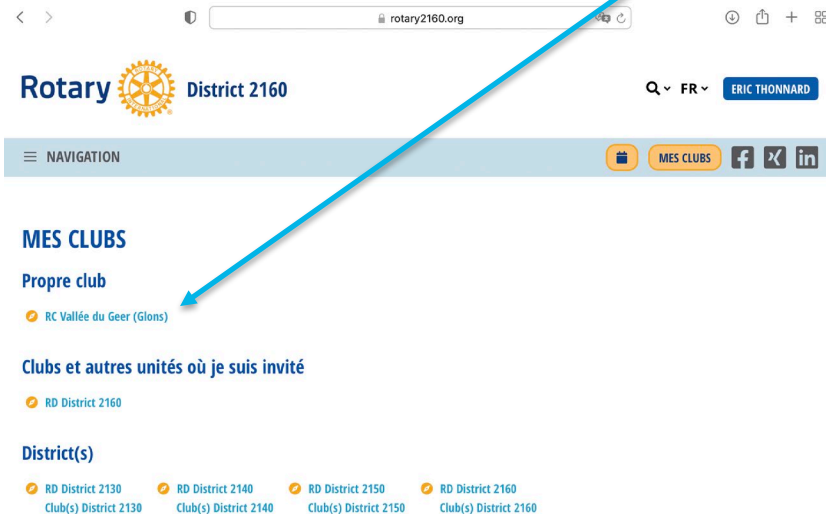 rotary2160.org
Rotary District 2160
FR ERIC THONNARD
NAVIGATION MES CLUBS
MES CLUBS
Propre club
RC Vallée du Geer (Glons)
Clubs et autres unités où je suis invité
RD District 2160
District(s)
RD District 2130 RD District 2140 RD District 2150 RD District 2160
Club(s) District 2130 Club(s) District 2140 Club(s) District 2150 Club(s) District 2160